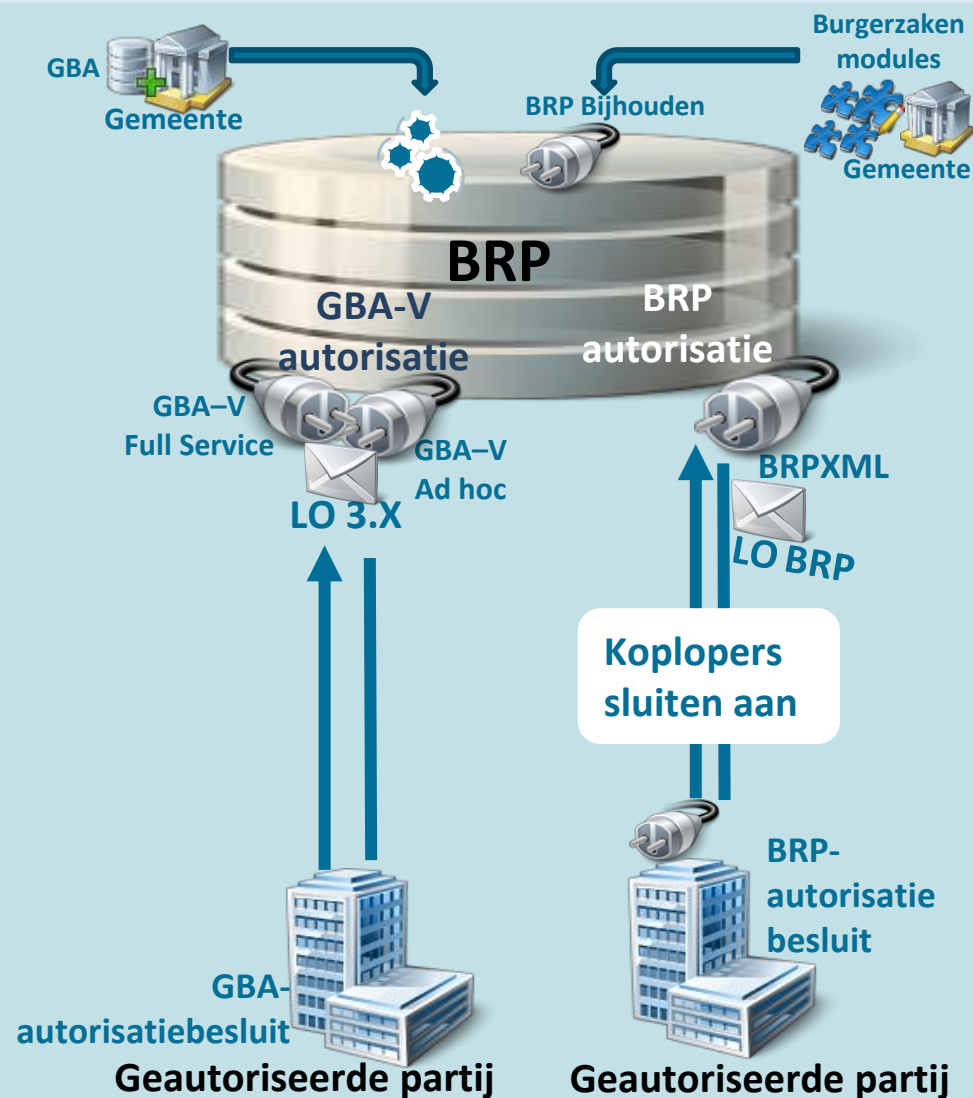 GBA
Gemeente
Burgerzaken
modules
Gemeente
BRP Bijhouden
BRP
GBA-V
autorisatie
BRP
autorisatie
GBA–V
Full Service
GBA–V
Ad hoc
LO 3.X
BRPXML
LO BRP
Koplopers
sluiten aan
GBA-
autorisatiebesluit
Geautoriseerde partij
BRP-
autorisatie
besluit
Geautoriseerde partij